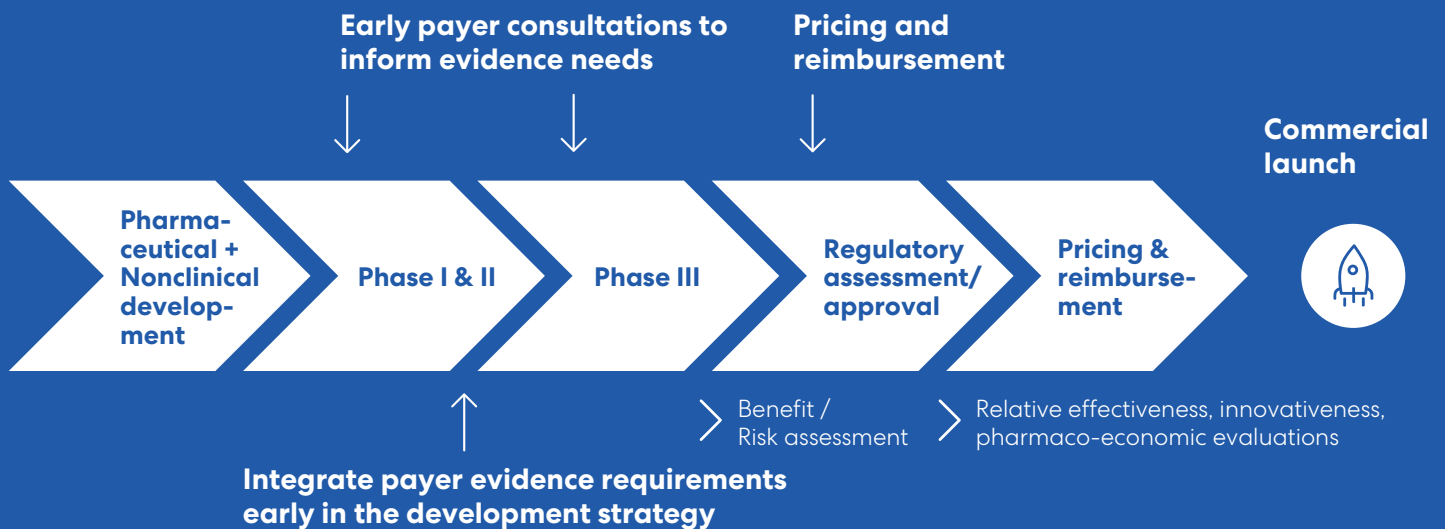 Early payer consultations to
inform evidence needs
Pricing and
reimbursement
Commercial
launch
Pharma-
ceutical +
Nonclinical
develop-
ment
Phase I & II
Phase III
Regulatory
assessment/
approval
Pricing &
reimburse-
ment
Benefit /
Risk assessment
Relative effectiveness, innovativeness,
pharmaco-economic evaluations
Integrate payer evidence requirements
early in the development strategy